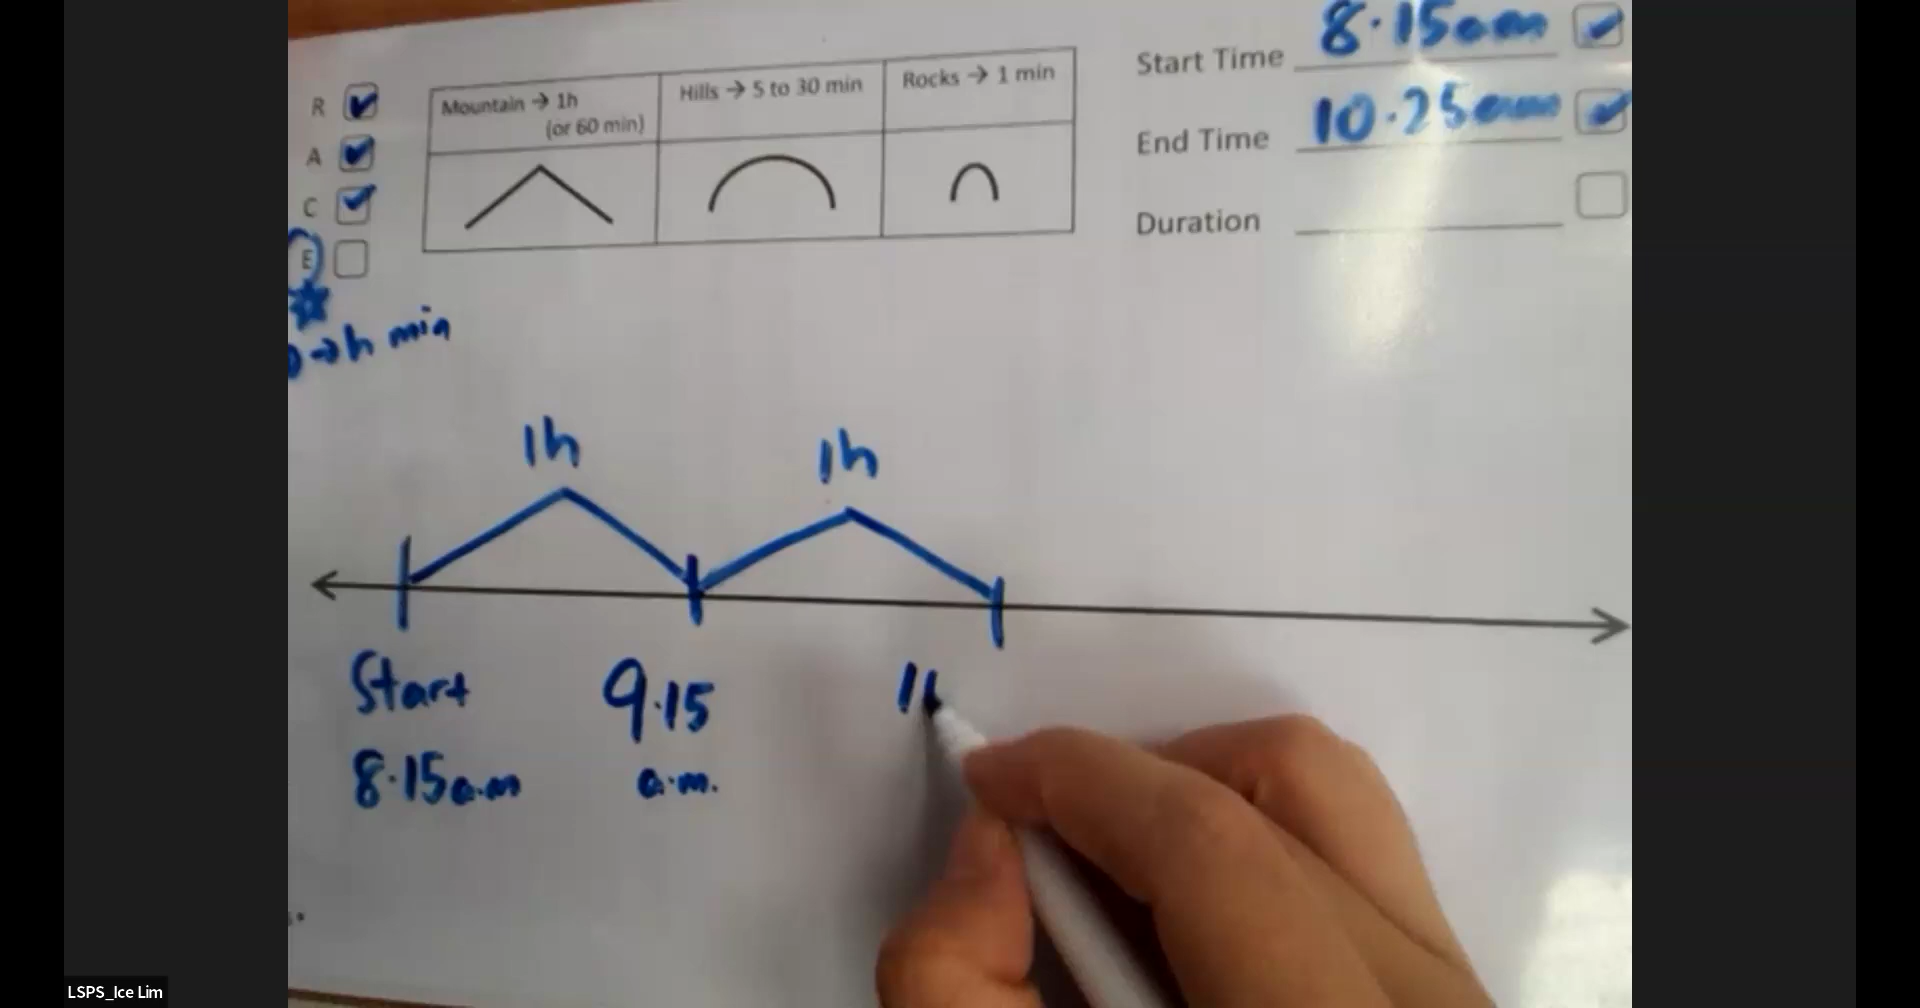 R
A
C
E
Mountain → 1h
(or 60 min)
Hills → 5 to 30 min
Rocks → 1 min
Start Time 8.15am
End Time 10.25am
Duration
→ h min
1h
1h
Start
8.15a.m
9.15
a.m.
LSPS_Ice Lim